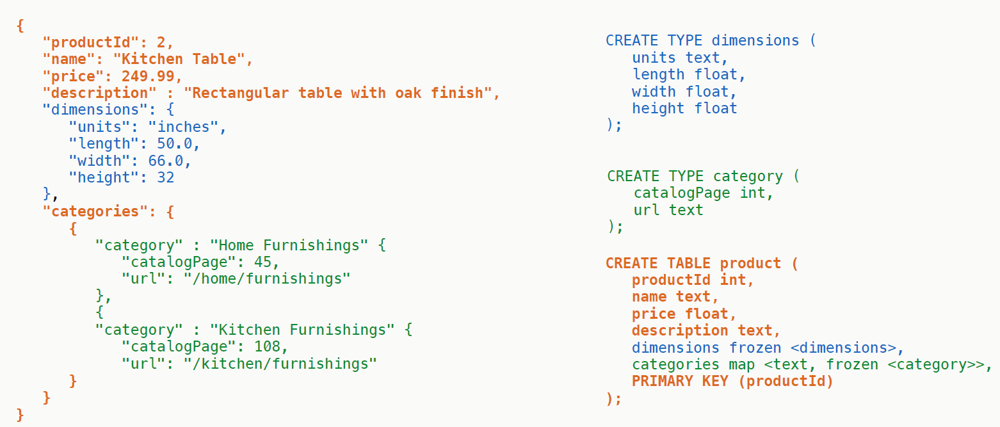 {
"productId": 2,
"name": "Kitchen Table",
"price": 249.99,
"description" : "Rectangular table with oak finish",
"dimensions": {
"units": "inches",
"length": 50.0,
"width": 66.0,
"height": 32
},
"categories": {
{
"category" : "Home Furnishings" {
"catalogPage": 45,
"url": "/home/furnishings"
},
{
"category" : "Kitchen Furnishings" {
"catalogPage": 108,
"url": "/kitchen/furnishings"
}
}
}
CREATE TYPE dimensions (
units text,
length float,
width float,
height float
);
CREATE TYPE category (
catalogPage int,
url text
);
CREATE TABLE product (
productId int,
name text,
price float,
description text,
dimensions frozen <dimensions>,
categories map <text, frozen <category>>,
PRIMARY KEY (productId)
);